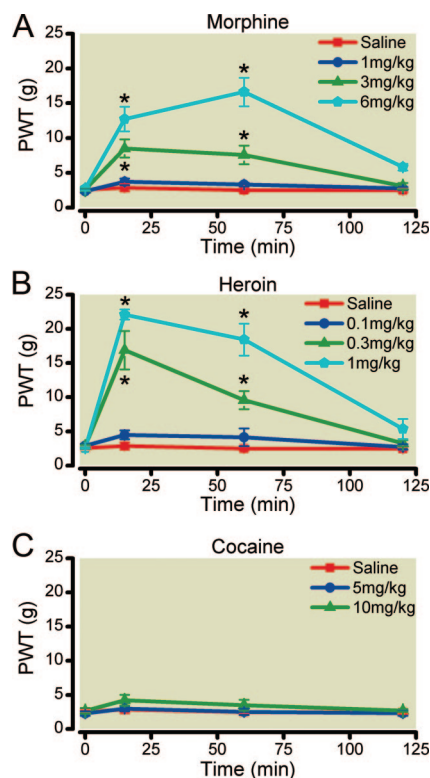 A
Morphine
25
20
15
10
5
0
PWT (g)
Saline
1mg/kg
3mg/kg
6mg/kg
*
*
*
*
*
0
25
50
75
100
125
Time (min)
B
Heroin
25
20
15
10
5
0
PWT (g)
Saline
0.1mg/kg
0.3mg/kg
1mg/kg
*
*
*
*
0
25
50
75
100
125
Time (min)
C
Cocaine
25
20
15
10
5
0
PWT (g)
Saline
5mg/kg
10mg/kg
0
25
50
75
100
125
Time (min)